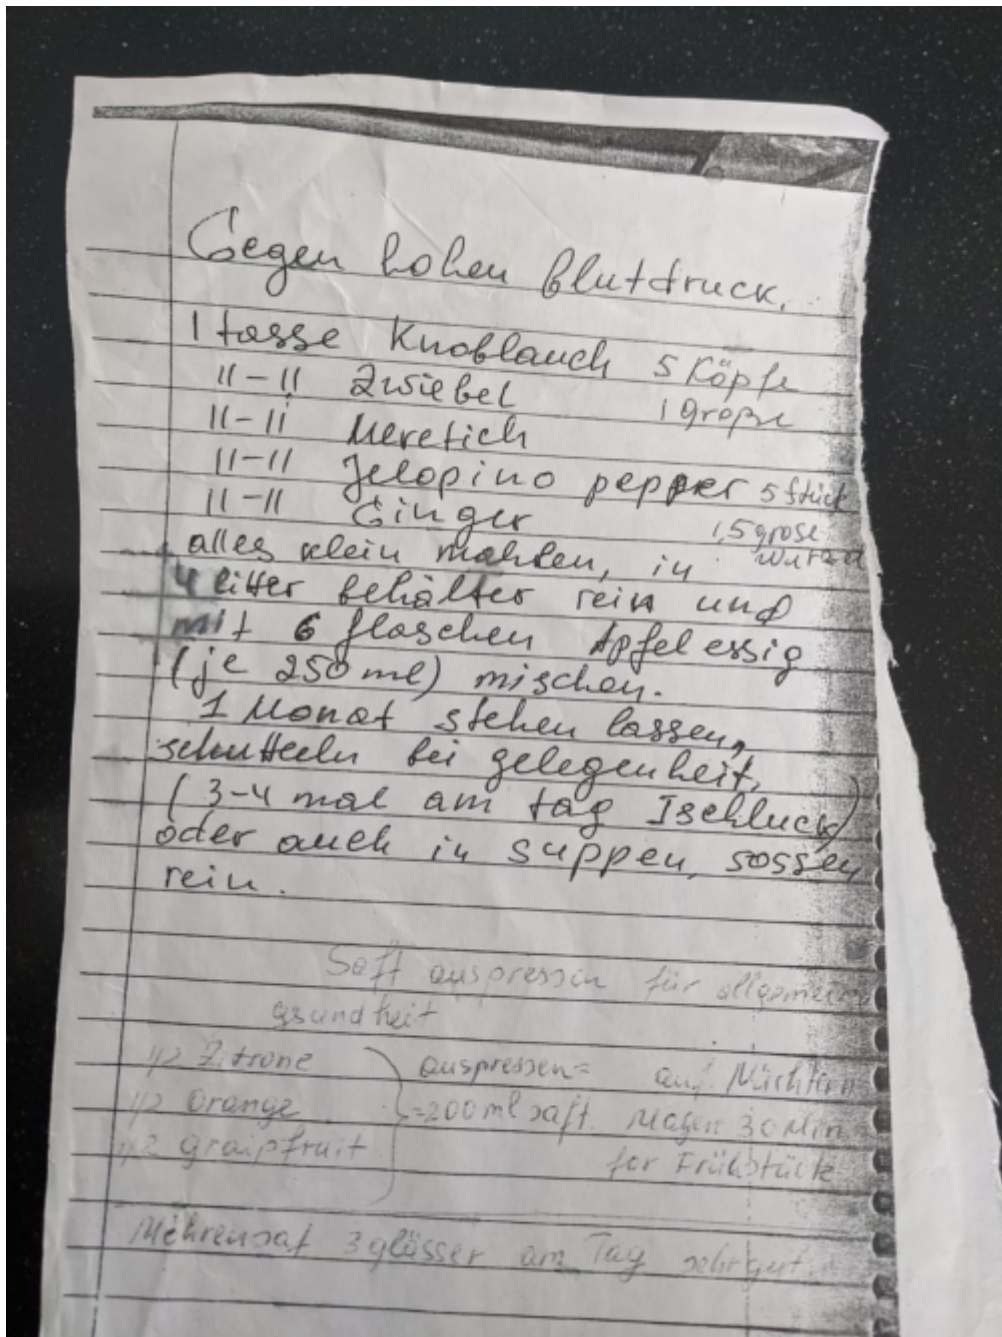 Gegen hohen Blutdruck.
1 tasse Knoblauch 5 Köpfe
11-11 Zwiebel 1 große
11-11 Meretich
11-11 Jelopino pepper 5 stück
11-11 Ginger 1,5 grose
alles klein mahlen, in wurzel
4 litter behälter rein und
mit 6 flaschen Apfelessig
(je 250 ml) mischen.
1 Monat stehen lassen,
schutteln bei gelegenheit,
(3-4 mal am tag 1 schluck)
oder auch in suppen, sossen
rein.
Saft auspressen für allgemein
gsundheit
1/2 Zitrone auspressen= auf Nüchtern
1/2 Orange =200ml saft. Magen 30 Min
1/2 graipfruit for Frühstück
Möhrensaf 3 glässer am Tag sehr gut.